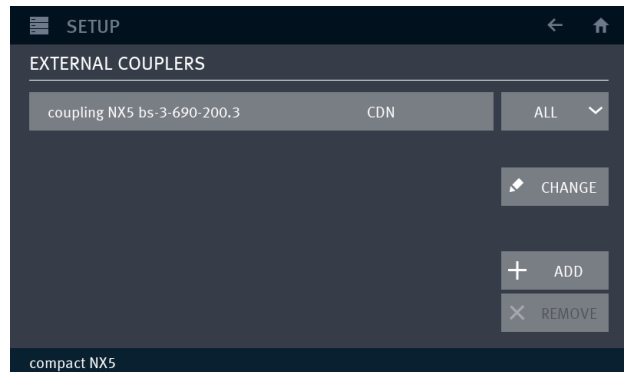 SETUP
EXTERNAL COUPLERS
coupling NX5 bs-3-690-200.3 CDN ALL
CHANGE
ADD
REMOVE
compact NX5